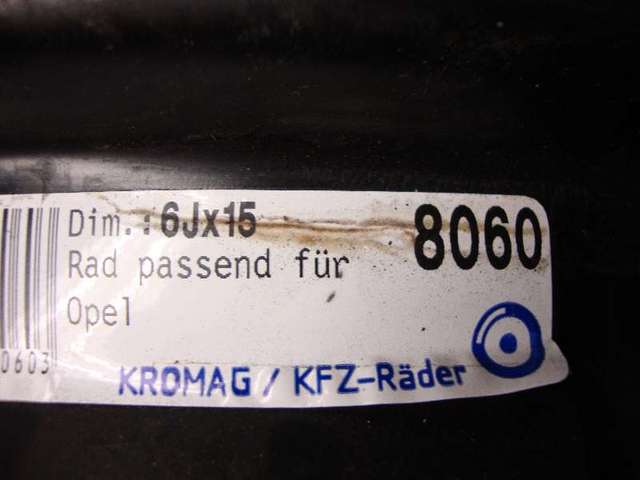 Dim.: 6Jx15
8060
Rad passend für
Opel
0603
KROMAG / KFZ-Räder